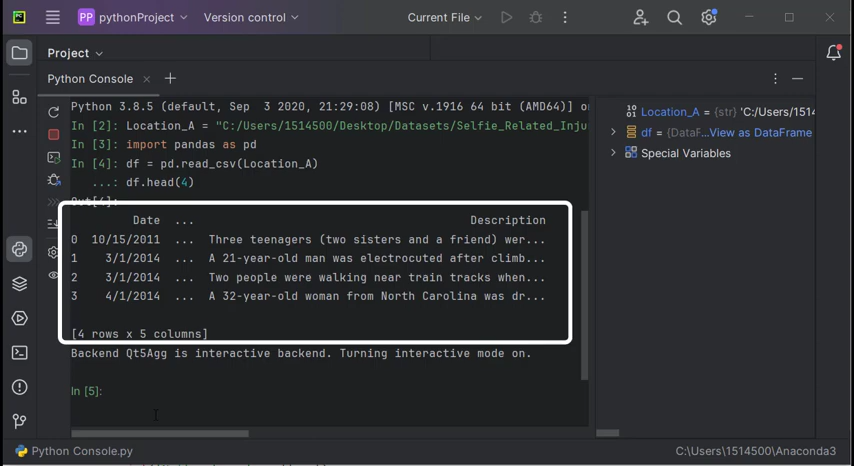 PC
PP pythonProject
Version control
Current File
Project
Python Console
Python 3.8.5 (default, Sep  3 2020, 21:29:08) [MSC v.1916 64 bit (AMD64)]
In [2]: Location_A = "C:/Users/1514500/Desktop/Datasets/Selfie_Related_Inju
In [3]: import pandas as pd
In [4]: df = pd.read_csv(Location_A)
...: df.head(4)
Out[4]:
Date ... Description
0 10/15/2011 ... Three teenagers (two sisters and a friend) wer...
1 3/1/2014 ... A 21-year-old man was electrocuted after climb...
2 3/1/2014 ... Two people were walking near train tracks when...
3 4/1/2014 ... A 32-year-old woman from North Carolina was dr...
[4 rows x 5 columns]
Backend Qt5Agg is interactive backend. Turning interactive mode on.
In [5]:
10 01 Location_A = {str} 'C:/Users/1514
df = {DataF...View as DataFrame
Special Variables
Python Console.py
C:\Users\1514500\Anaconda3